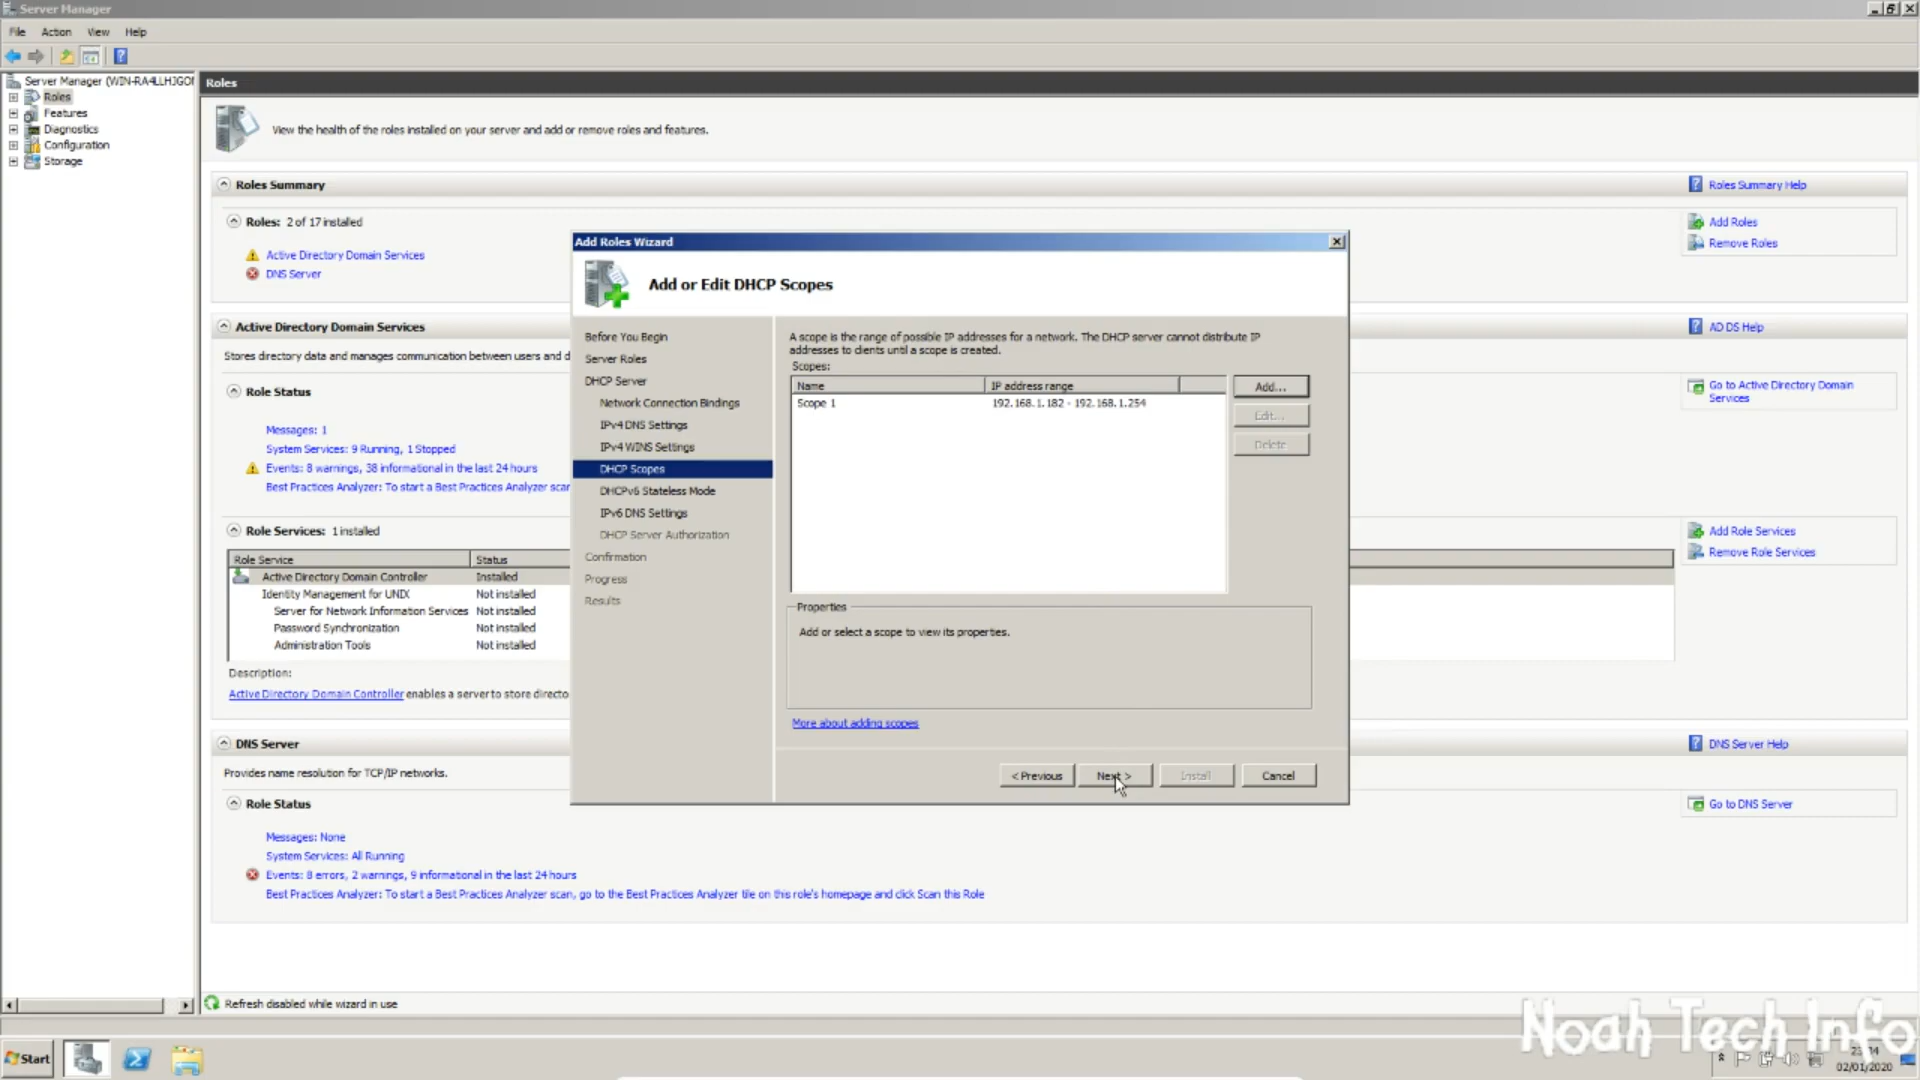 Server Manager
File Action View Help
Server Manager (WIN-RA4LLHJGO
Roles
Features
Diagnostics
Configuration
Storage
Roles
View the health of the roles installed on your server and add or remove roles and features.
Roles Summary
Roles Summary Help
Roles: 2 of 17 installed
Add Roles
Remove Roles
Active Directory Domain Services
DNS Server
Active Directory Domain Services
AD DS Help
Stores directory data and manages communication between users and d
Role Status
Go to Active Directory Domain
Services
Messages: 1
System Services: 9 Running, 1 Stopped
Events: 8 warnings, 38 informational in the last 24 hours
Best Practices Analyzer: To start a Best Practices Analyzer scan
Role Services: 1 installed
Add Role Services
Remove Role Services
Role Service Status
Active Directory Domain Controller Installed
Identity Management for UNIX Not installed
Server for Network Information Services Not installed
Password Synchronization Not installed
Administration Tools Not installed
Description:
Active Directory Domain Controller enables a server to store directo
DNS Server
DNS Server Help
Provides name resolution for TCP/IP networks.
Role Status
Go to DNS Server
Messages: None
System Services: All Running
Events: 8 errors, 2 warnings, 9 informational in the last 24 hours
Best Practices Analyzer: To start a Best Practices Analyzer scan, go to the Best Practices Analyzer tile on this role's homepage and click Scan this Role
Refresh disabled while wizard in use
Add Roles Wizard
Add or Edit DHCP Scopes
Before You Begin
Server Roles
DHCP Server
Network Connection Bindings
IPv4 DNS Settings
IPv4 WINS Settings
DHCP Scopes
DHCPv6 Stateless Mode
IPv6 DNS Settings
DHCP Server Authorization
Confirmation
Progress
Results
A scope is the range of possible IP addresses for a network. The DHCP server cannot distribute IP
addresses to clients until a scope is created.
Scopes:
Name IP address range
Scope 1 192.168.1.182 - 192.168.1.254
Add...
Edit...
Delete
Properties
Add or select a scope to view its properties.
More about adding scopes
< Previous Next > Install Cancel
Noah Tech Info
Start
02/01/2020